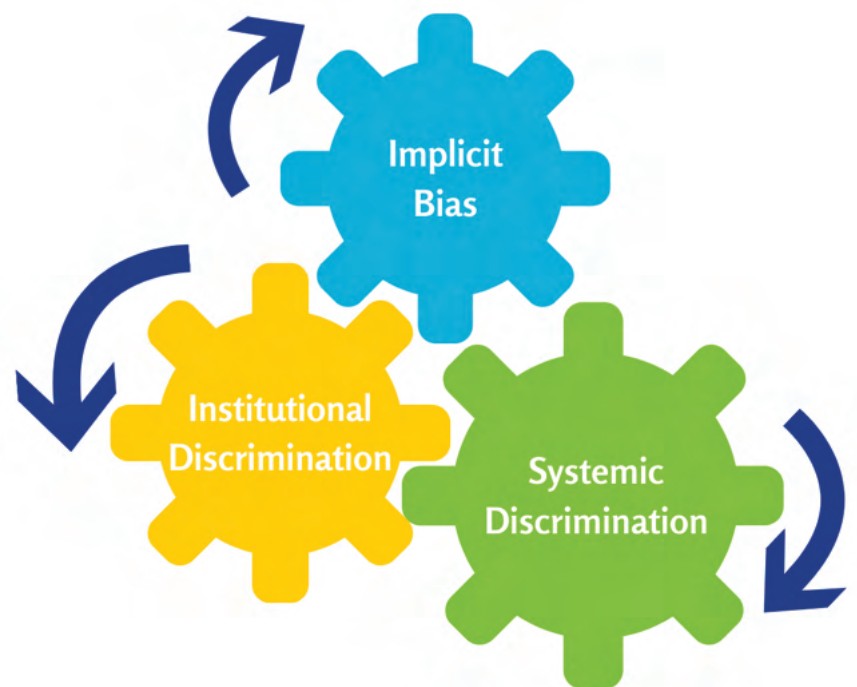 Implicit
Bias
Institutional
Discrimination
Systemic
Discrimination